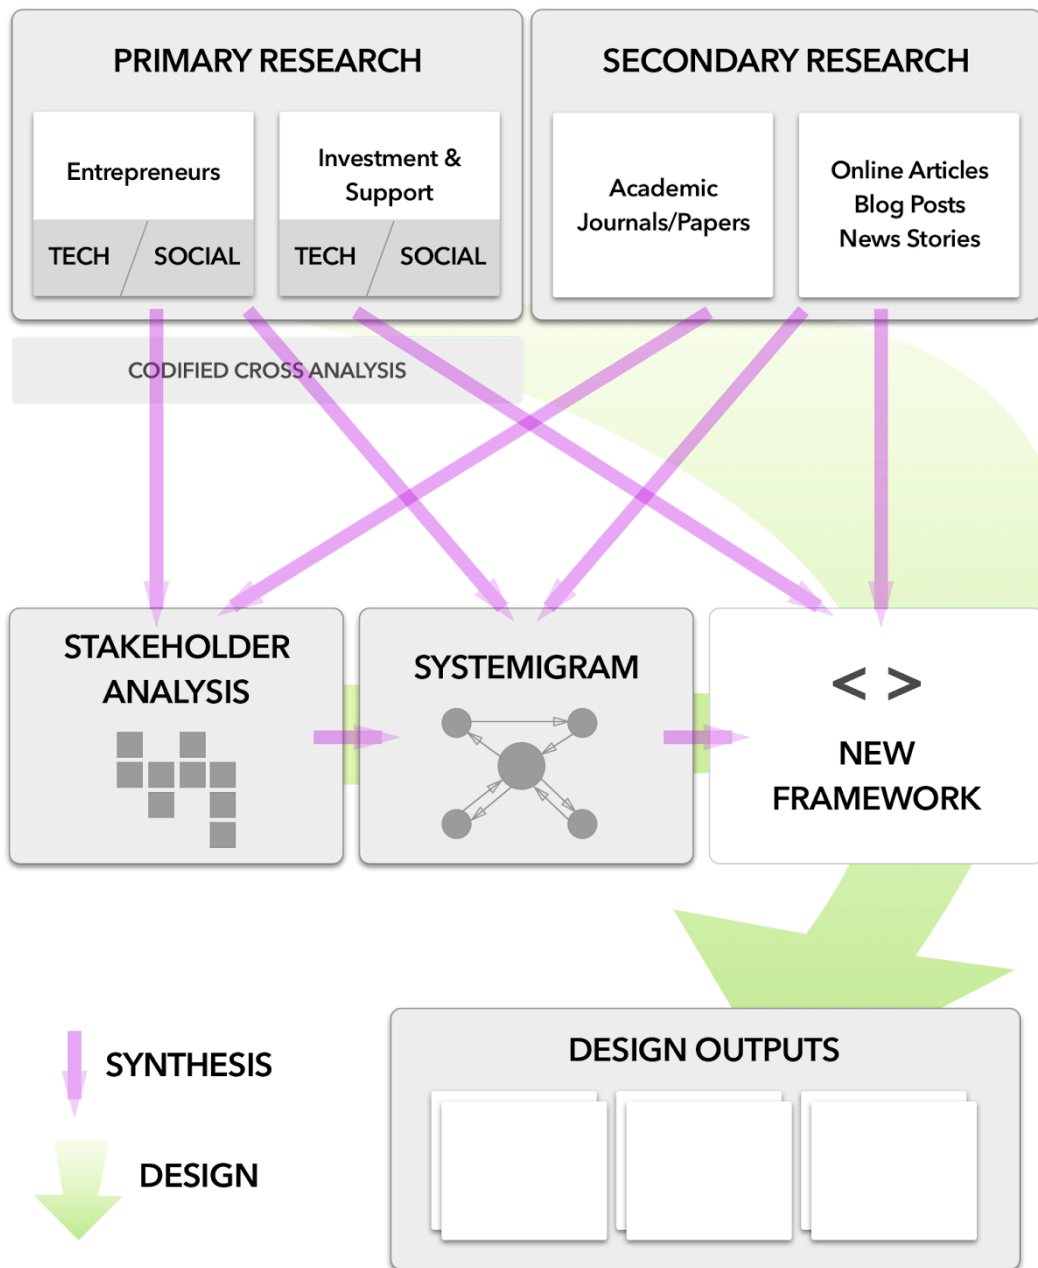 PRIMARY RESEARCH
Entrepreneurs
TECH / SOCIAL
Investment &
Support
TECH / SOCIAL
SECONDARY RESEARCH
Academic
Journals/Papers
Online Articles
Blog Posts
News Stories
CODIFIED CROSS ANALYSIS
STAKEHOLDER
ANALYSIS
SYSTEMIGRAM
< >
NEW
FRAMEWORK
SYNTHESIS
DESIGN
DESIGN OUTPUTS